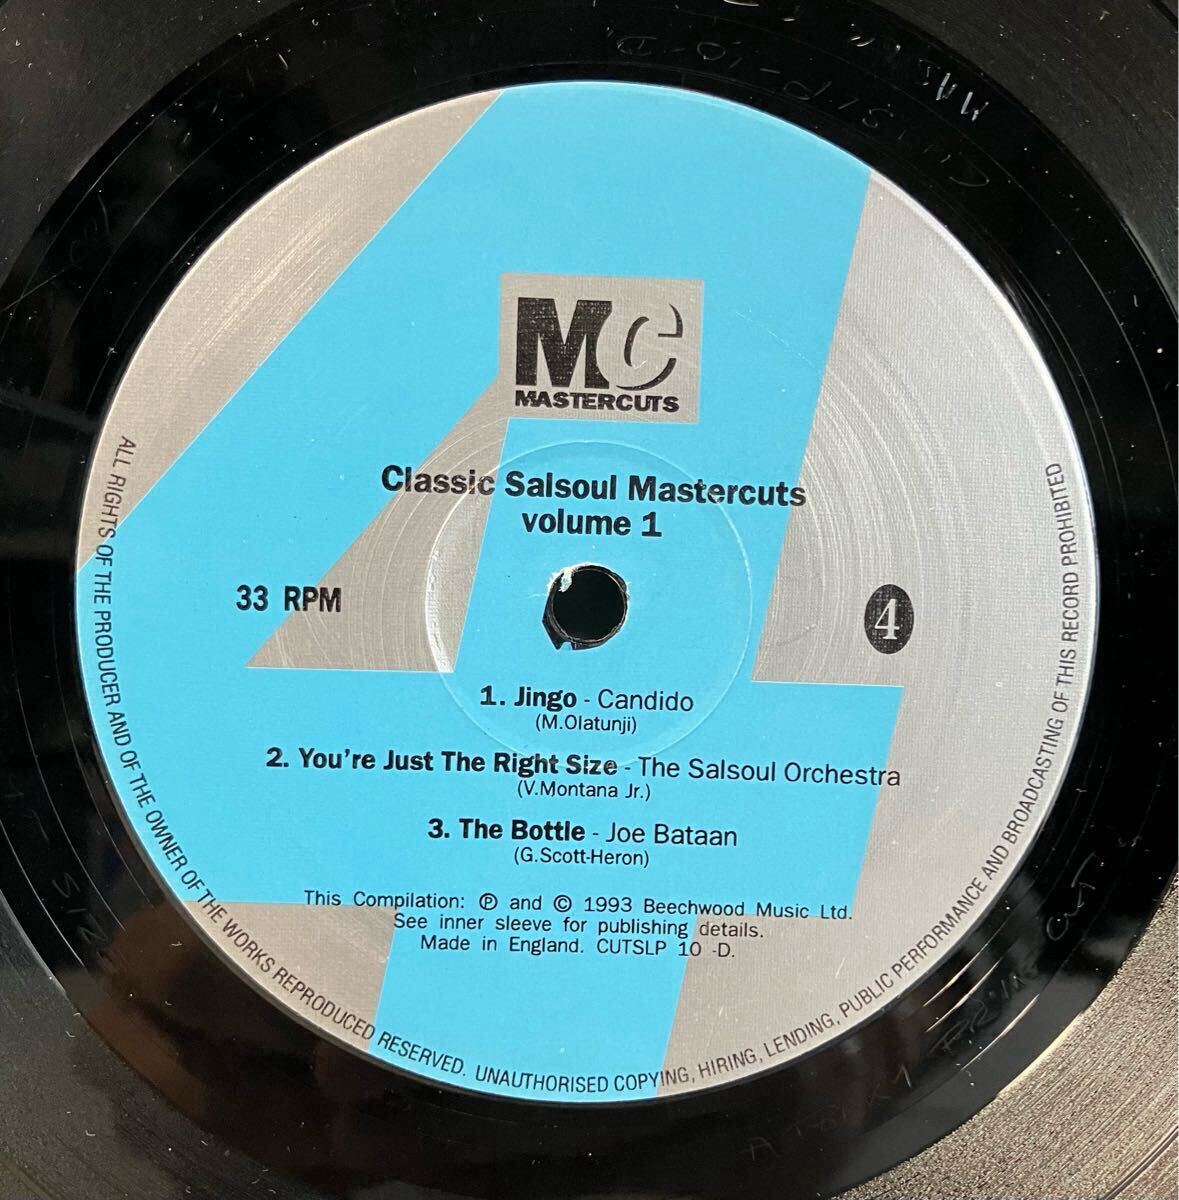 MC
MASTERCUTS
Classic Salsoul Mastercuts
volume 1
33 RPM
4
1. Jingo - Candido
(M.Olatunji)
2. You're Just The Right Size - The Salsoul Orchestra
(V.Montana Jr.)
3. The Bottle - Joe Bataan
(G.Scott-Heron)
This Compilation: ℗ and © 1993 Beechwood Music Ltd.
See inner sleeve for publishing details.
Made in England. CUTSLP 10 -D.
ALL RIGHTS OF THE PRODUCER AND OF THE OWNER OF THE WORKS REPRODUCED RESERVED. UNAUTHORISED COPYING, HIRING, LENDING, PUBLIC PERFORMANCE AND BROADCASTING OF THIS RECORD PROHIBITED